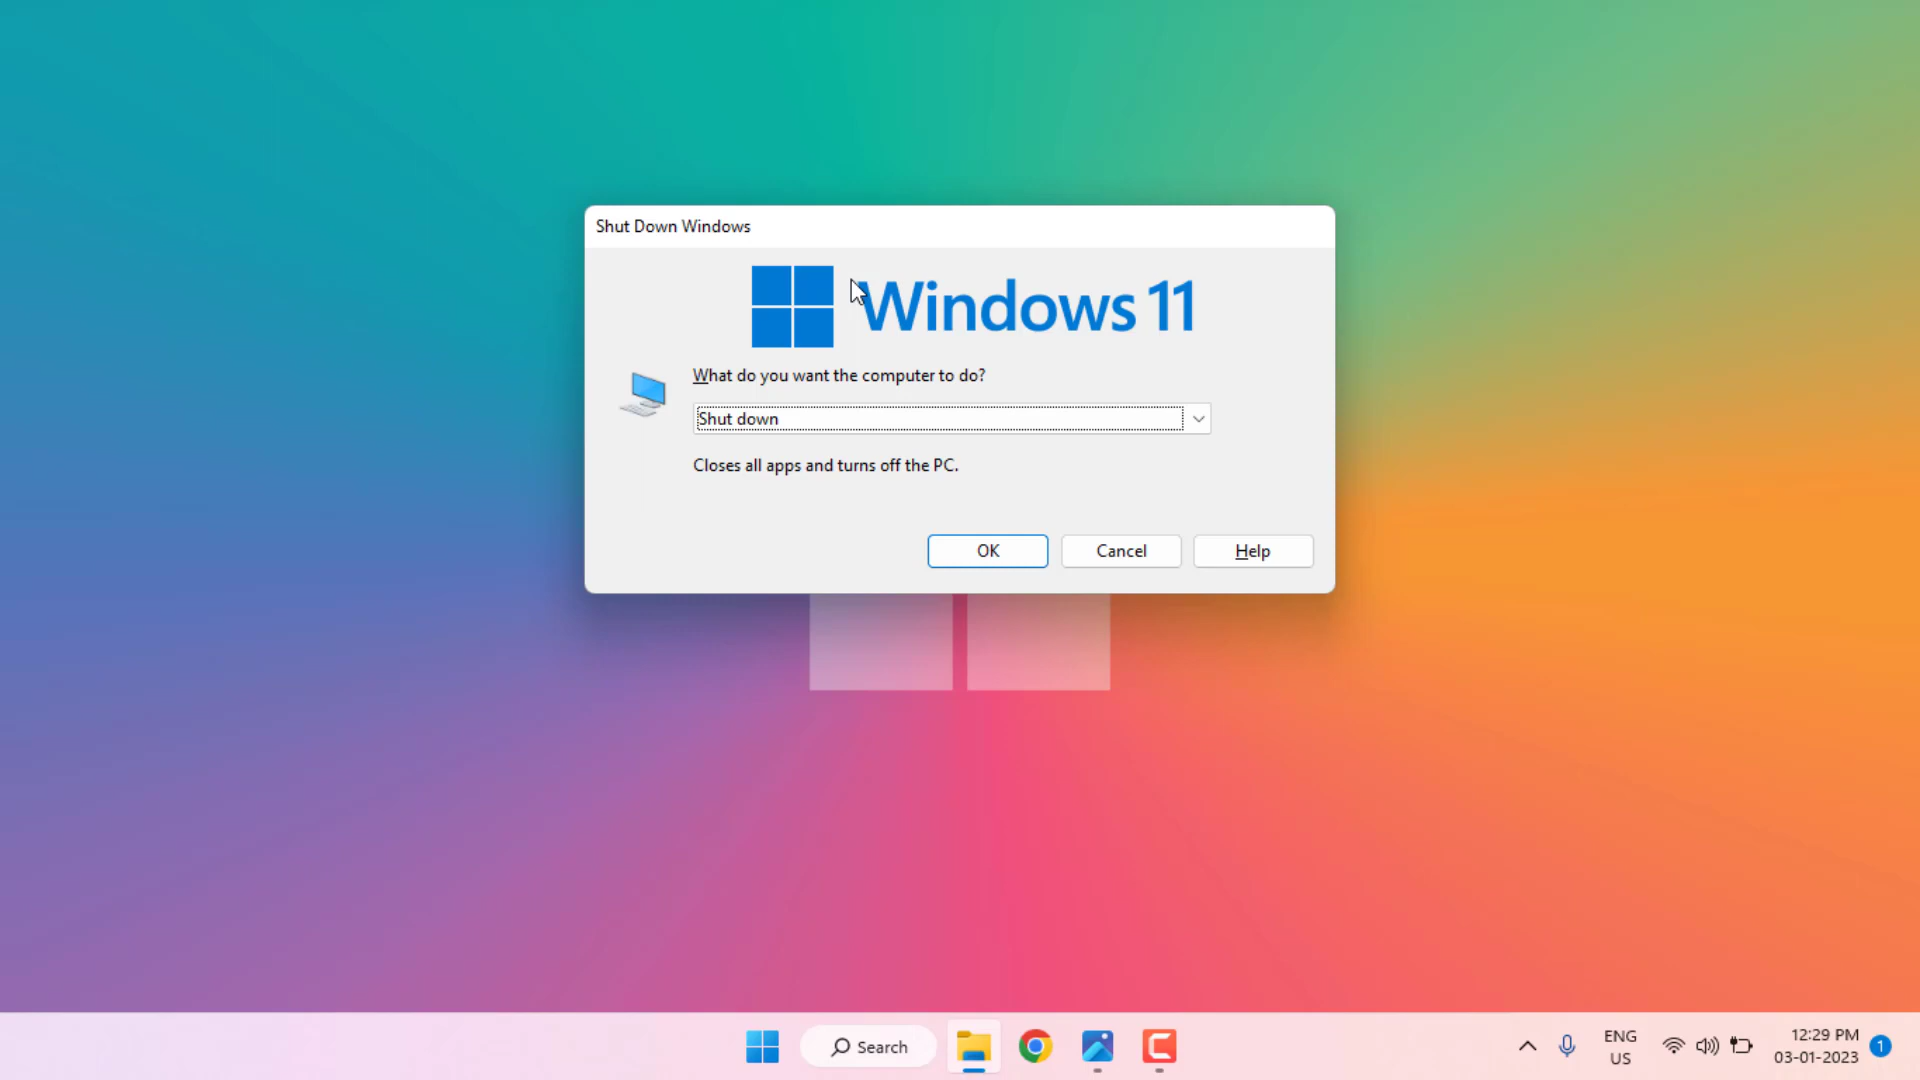 Shut Down Windows
Windows 11
What do you want the computer to do?
Shut down
Closes all apps and turns off the PC.
OK Cancel Help
Search
ENG
US
12:29 PM
03-01-2023
1